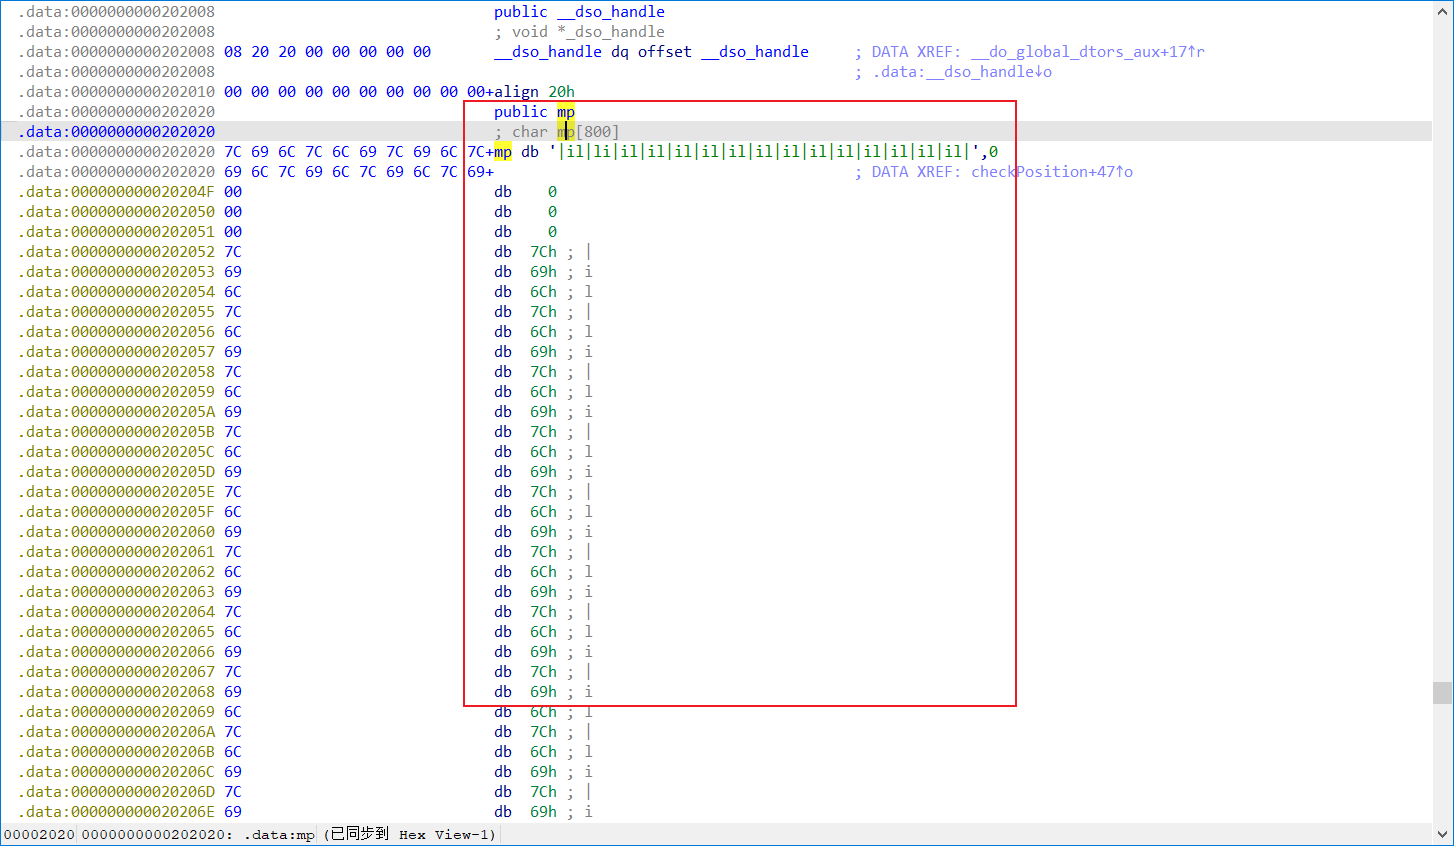 .data:0000000000202008 public __dso_handle
.data:0000000000202008 ; void *_dso_handle
.data:0000000000202008 08 20 20 00 00 00 00 00 __dso_handle dq offset __dso_handle ; DATA XREF: __do_global_dtors_aux+17↑r
.data:0000000000202008 ; .data:__dso_handle↓o
.data:0000000000202010 00 00 00 00 00 00 00 00 00 00+align 20h
.data:0000000000202020 public mp
.data:0000000000202020 ; char mp[800]
.data:0000000000202020 7C 69 6C 7C 6C 69 7C 69 6C 7C+mp db '|il|li|il|il|il|il|il|il|il|il|il|il|il|il|il|',0
.data:0000000000202020 69 6C 7C 69 6C 7C 69 6C 7C 69+ ; DATA XREF: checkPosition+47↑o
.data:000000000020204F 00 db 0
.data:0000000000202050 00 db 0
.data:0000000000202051 00 db 0
.data:0000000000202052 7C db 7Ch ; |
.data:0000000000202053 69 db 69h ; i
.data:0000000000202054 6C db 6Ch ; l
.data:0000000000202055 7C db 7Ch ; |
.data:0000000000202056 6C db 6Ch ; l
.data:0000000000202057 69 db 69h ; i
.data:0000000000202058 7C db 7Ch ; |
.data:0000000000202059 6C db 6Ch ; l
.data:000000000020205A 69 db 69h ; i
.data:000000000020205B 7C db 7Ch ; |
.data:000000000020205C 6C db 6Ch ; l
.data:000000000020205D 69 db 69h ; i
.data:000000000020205E 7C db 7Ch ; |
.data:000000000020205F 6C db 6Ch ; l
.data:0000000000202060 69 db 69h ; i
.data:0000000000202061 7C db 7Ch ; |
.data:0000000000202062 6C db 6Ch ; l
.data:0000000000202063 69 db 69h ; i
.data:0000000000202064 7C db 7Ch ; |
.data:0000000000202065 6C db 6Ch ; l
.data:0000000000202066 69 db 69h ; i
.data:0000000000202067 7C db 7Ch ; |
.data:0000000000202068 69 db 69h ; i
.data:0000000000202069 6C db 6Ch ; l
.data:000000000020206A 7C db 7Ch ; |
.data:000000000020206B 6C db 6Ch ; l
.data:000000000020206C 69 db 69h ; i
.data:000000000020206D 7C db 7Ch ; |
.data:000000000020206E 69 db 69h ; i
00002020 0000000000202020: .data:mp (已同步到 Hex View-1)